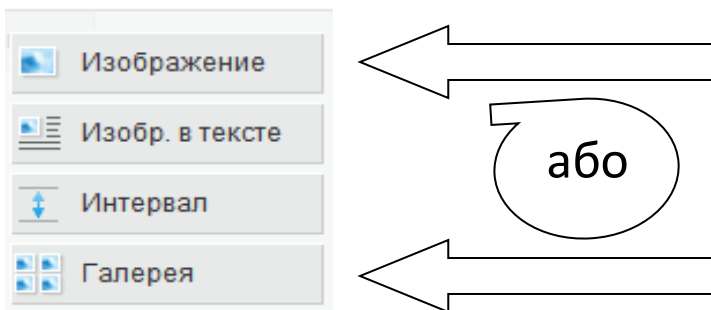 Изображение
Изобр. в тексте
або
Интервал
Галерея